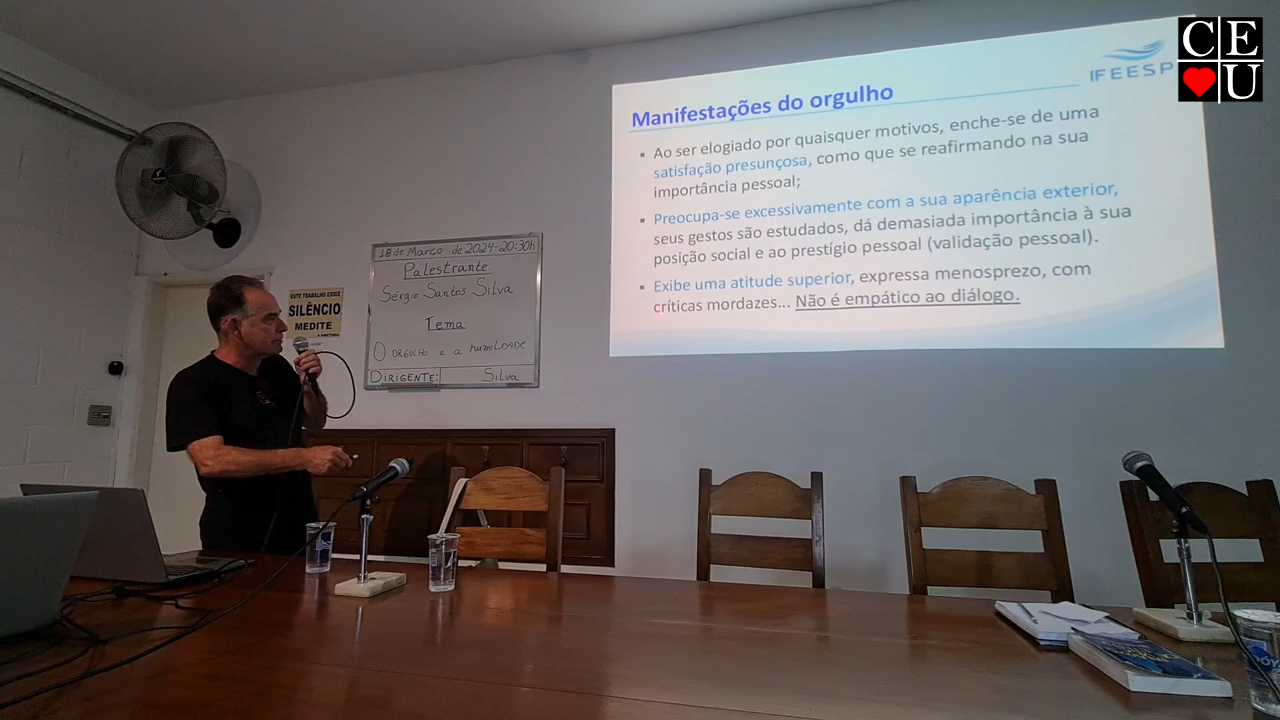 CE
U
IFEESP
Manifestações do orgulho
▪ Ao ser elogiado por quaisquer motivos, enche-se de uma
satisfação presunçosa, como que se reafirmando na sua
importância pessoal;
▪ Preocupa-se excessivamente com a sua aparência exterior,
seus gestos são estudados, dá demasiada importância à sua
posição social e ao prestígio pessoal (validação pessoal).
▪ Exibe uma atitude superior, expressa menosprezo, com
críticas mordazes... Não é empático ao diálogo.
18 de Março de 2024-20:30h
Palestrante
Sérgio Santos Silva
Tema
O ORGULHO e a humiLDADE
DIRIGENTE: Silva
ESTE TRABALHO EXIGE
SILÊNCIO
MEDITE
A DIRETORIA